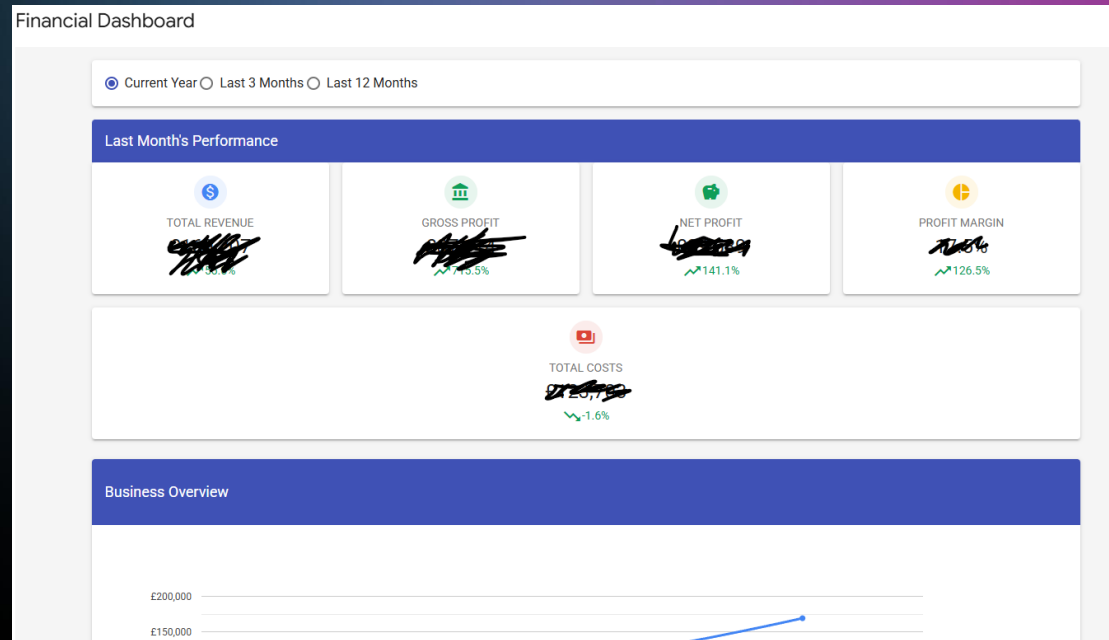 Financial Dashboard
Current Year Last 3 Months Last 12 Months
Last Month's Performance
TOTAL REVENUE
GROSS PROFIT
NET PROFIT
PROFIT MARGIN
141.1%
126.5%
TOTAL COSTS
-1.6%
Business Overview
£200,000
£150,000